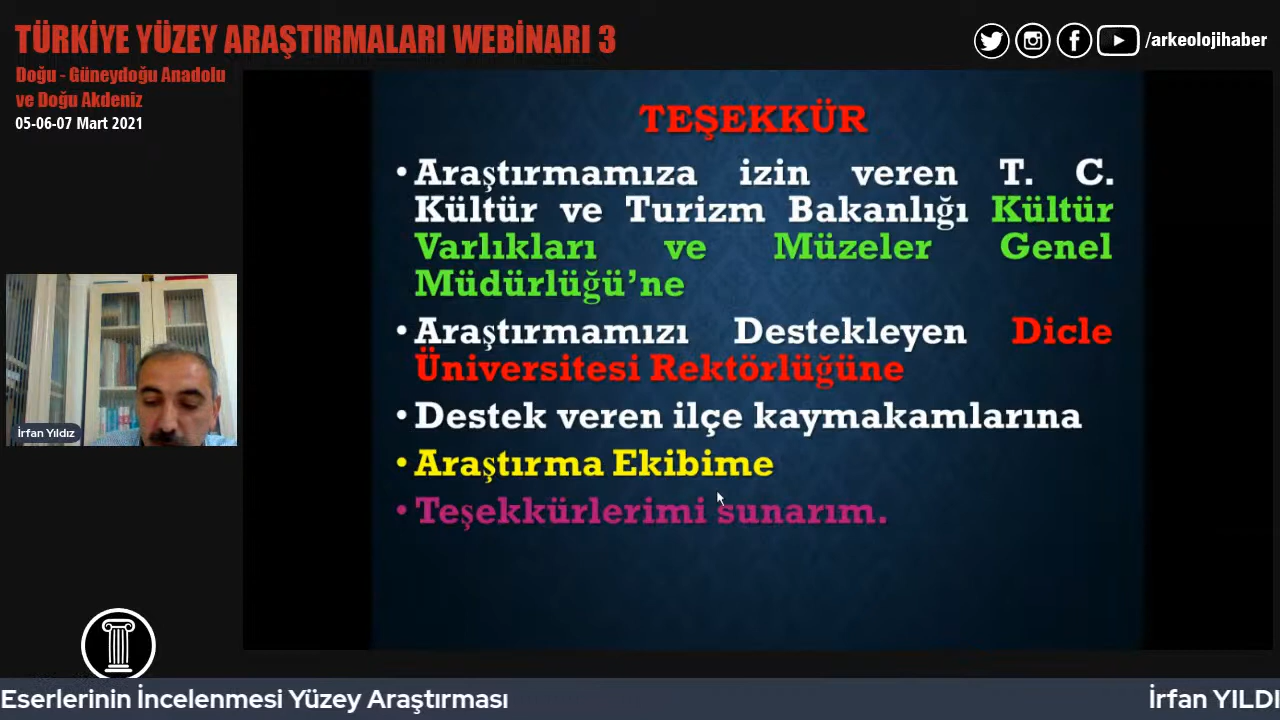 TÜRKİYE YÜZEY ARAŞTIRMALARI WEBİNARI 3
Doğu - Güneydoğu Anadolu
ve Doğu Akdeniz
05-06-07 Mart 2021
/arkeolojihaber
TEŞEKKÜR
• Araştırmamıza izin veren T. C.
Kültür ve Turizm Bakanlığı Kültür
Varlıkları ve Müzeler Genel
Müdürlüğü’ne
• Araştırmamızı Destekleyen Dicle
Üniversitesi Rektörlüğüne
• Destek veren ilçe kaymakamlarına
• Araştırma Ekibime
• Teşekkürlerimi sunarım.
İrfan Yıldız
Eserlerinin İncelenmesi Yüzey Araştırması
İrfan YILDI